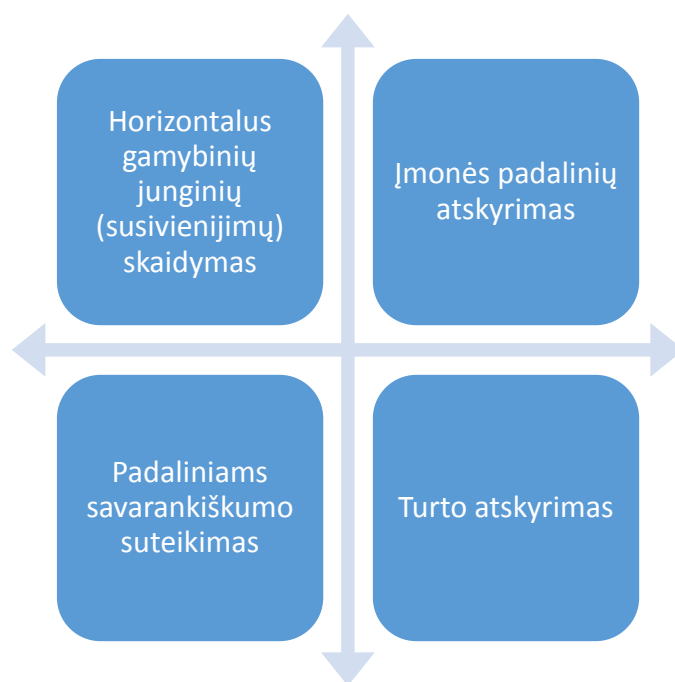 Horizontalus
gamybinių
junginių
(susivienijimų)
skaidymas
Įmonės padalinių
atskyrimas
Padaliniams
savarankiškumo
suteikimas
Turto atskyrimas